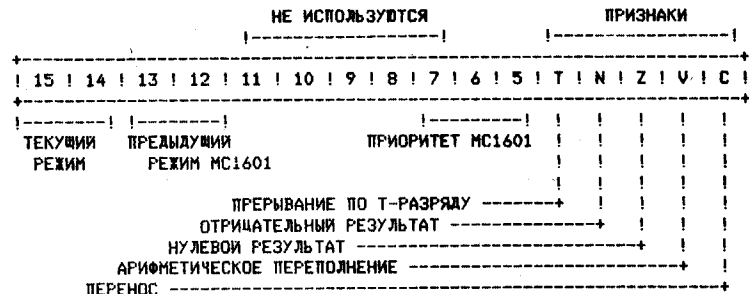 НЕ ИСПОЛЬЗУЮТСЯ ПРИЗНАКИ
!-------------------! !-----------------!
+-----------------------------------------------------------------------+
! 15 ! 14 ! 13 ! 12 ! 11 ! 10 ! 9 ! 8 ! 7 ! 6 ! 5 ! T ! N ! Z ! V ! C !
+-----------------------------------------------------------------------+
!--------! !---------! !---------! ! ! ! ! !
ТЕКУЩИЙ ПРЕДЫДУЩИЙ ПРИОРИТЕТ МС1601 ! ! ! ! !
РЕЖИМ РЕЖИМ МС1601 ! ! ! ! !
! ! ! ! !
ПРЕРЫВАНИЕ ПО Т-РАЗРЯДУ -------+ ! ! ! !
ОТРИЦАТЕЛЬНЫЙ РЕЗУЛЬТАТ --------------+ ! ! !
НУЛЕВОЙ РЕЗУЛЬТАТ ---------------------------+ ! !
АРИФМЕТИЧЕСКОЕ ПЕРЕПОЛНЕНИЕ --------------------------+ !
ПЕРЕНОС -----------------------------------------------------+